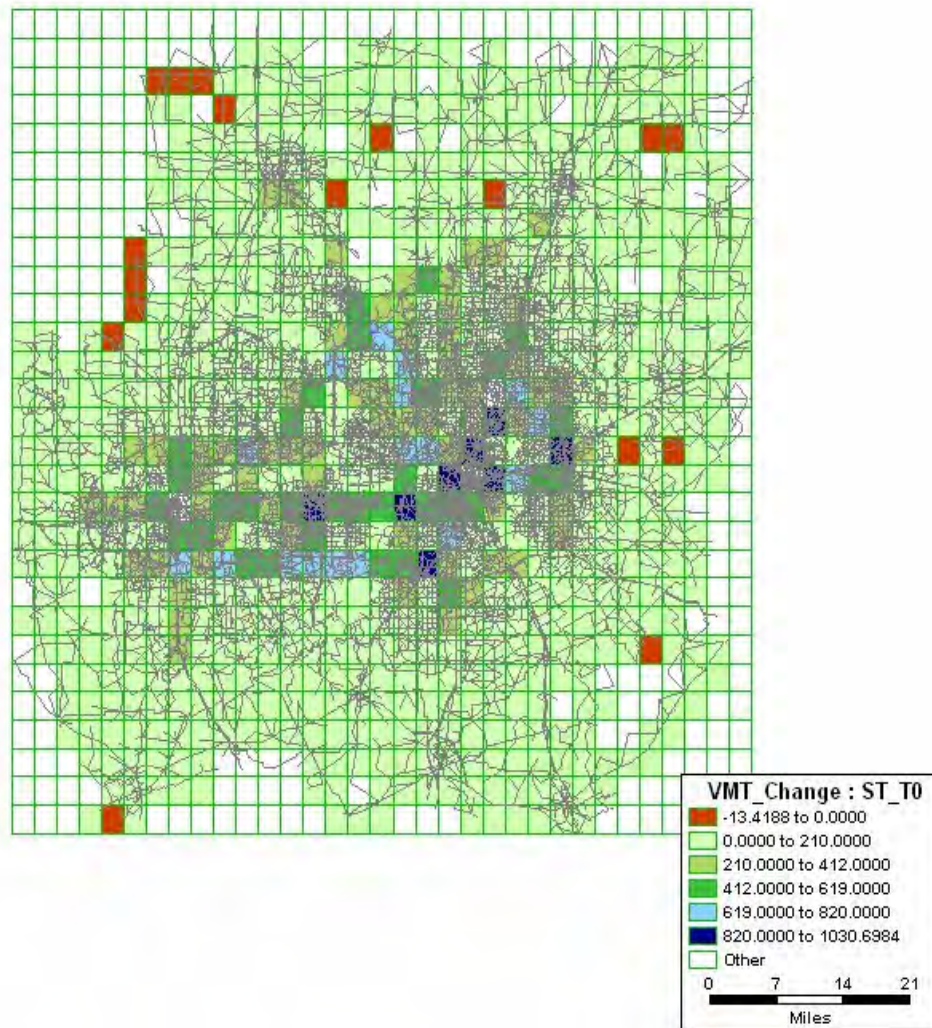 VMT_Change : ST_T0
-13.4188 to 0.0000
0.0000 to 210.0000
210.0000 to 412.0000
412.0000 to 619.0000
619.0000 to 820.0000
820.0000 to 1030.6984
Other
0 7 14 21
Miles